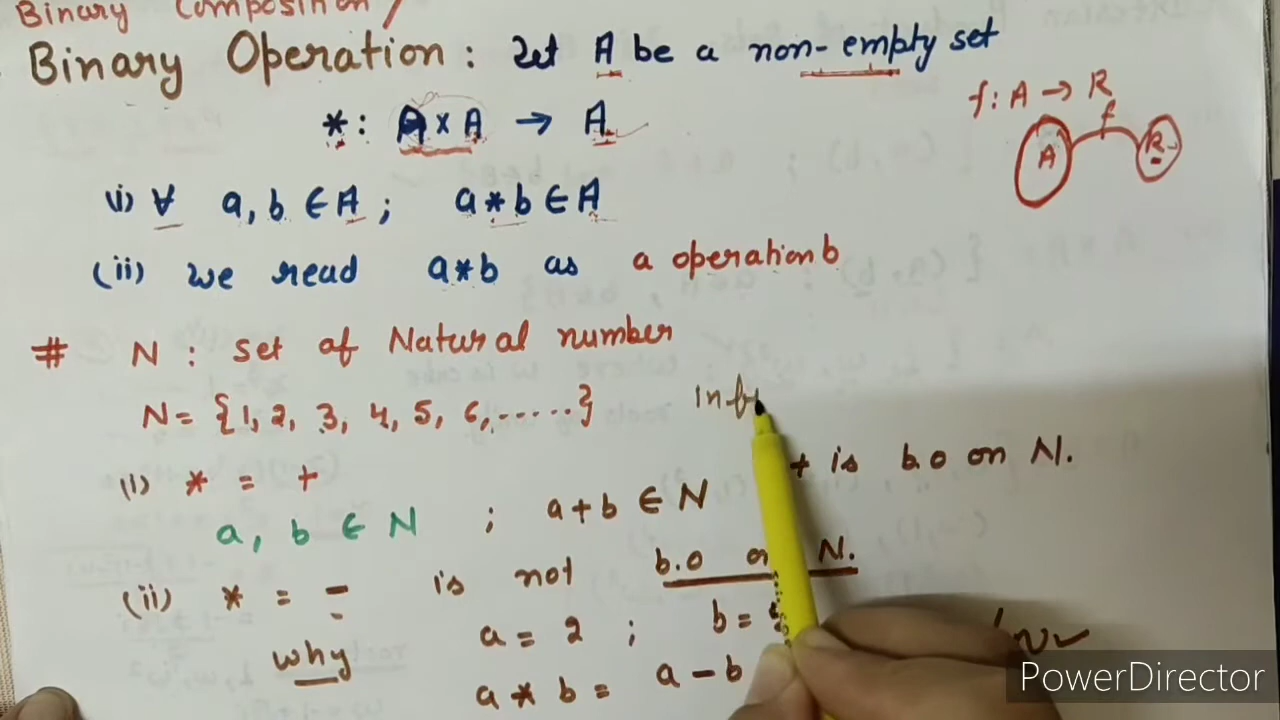 Binary Composition /
Binary Operation : Let A be a non-empty set
* : A × A → A
f : A → R
f
A
R
(i) ∀ a, b ∈ A ; a * b ∈ A
(ii) we read a*b as a operation b
# N : set of Natural number
N = {1, 2, 3, 4, 5, 6, .....}
(i) * = +
+ is b.o on N.
a, b ∈ N ; a + b ∈ N
(ii) * = - is not b.o on N.
why a = 2 ; b =
a * b = a - b
PowerDirector